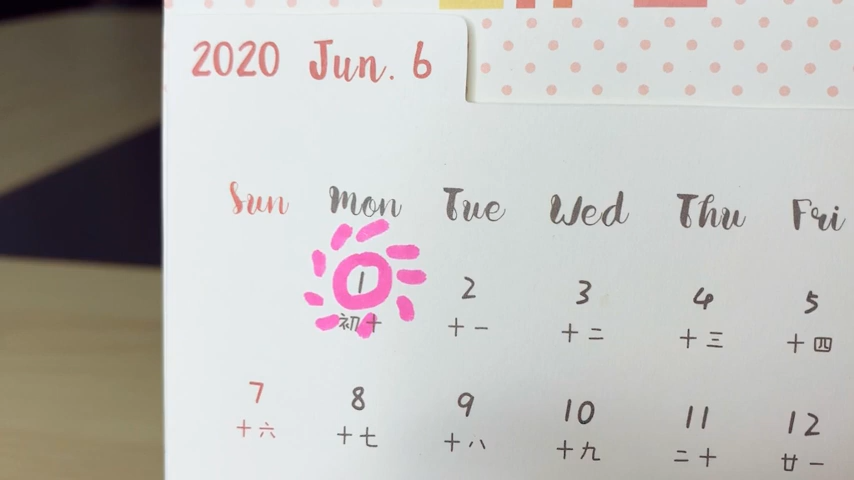 2020 Jun. 6
Sun Mon Tue Wed Thu Fri
1 2 3 4 5
初十 十一 十二 十三 十四
7 8 9 10 11 12
十六 十七 十八 十九 二十 廿一